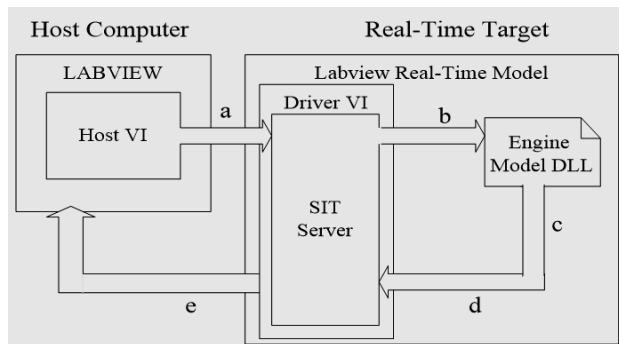 Host Computer
Real-Time Target
LABVIEW
Labview Real-Time Model
Host VI
a
Driver VI
b
Engine
Model DLL
SIT
Server
c
d
e